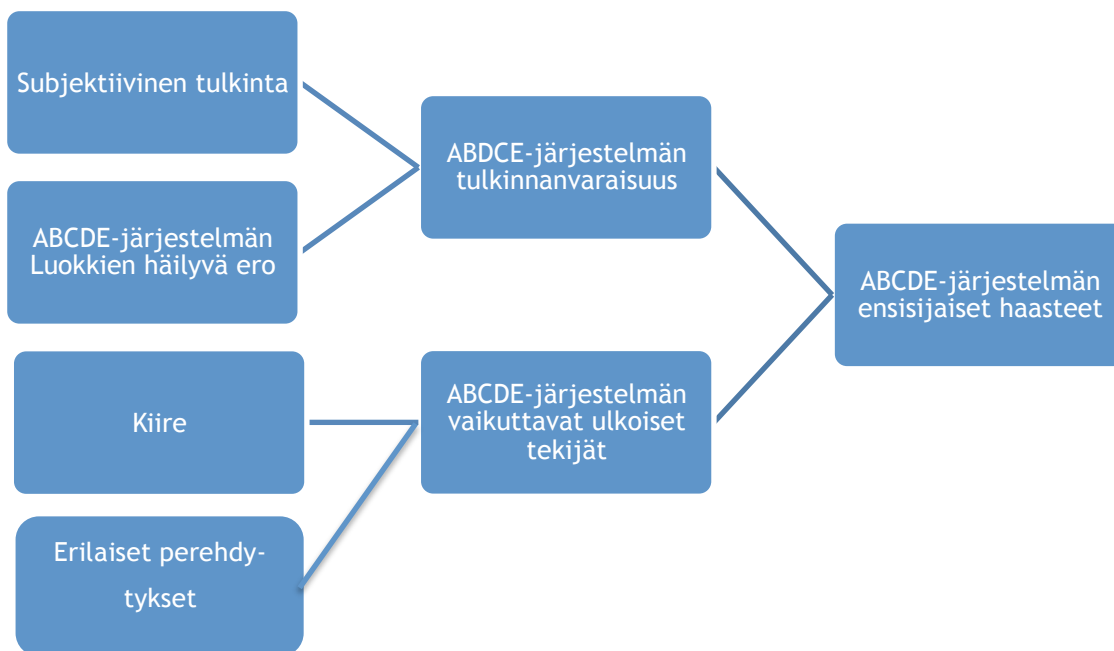 Subjektiivinen tulkinta
ABCDE-järjestelmän
Luokkien häilyvä ero
Kiire
Erilaiset perehdy-
tykset
ABDCE-järjestelmän
tulkinnanvaraisuus
ABCDE-järjestelmän
vaikuttavat ulkoiset
tekijät
ABCDE-järjestelmän
ensisijaiset haasteet